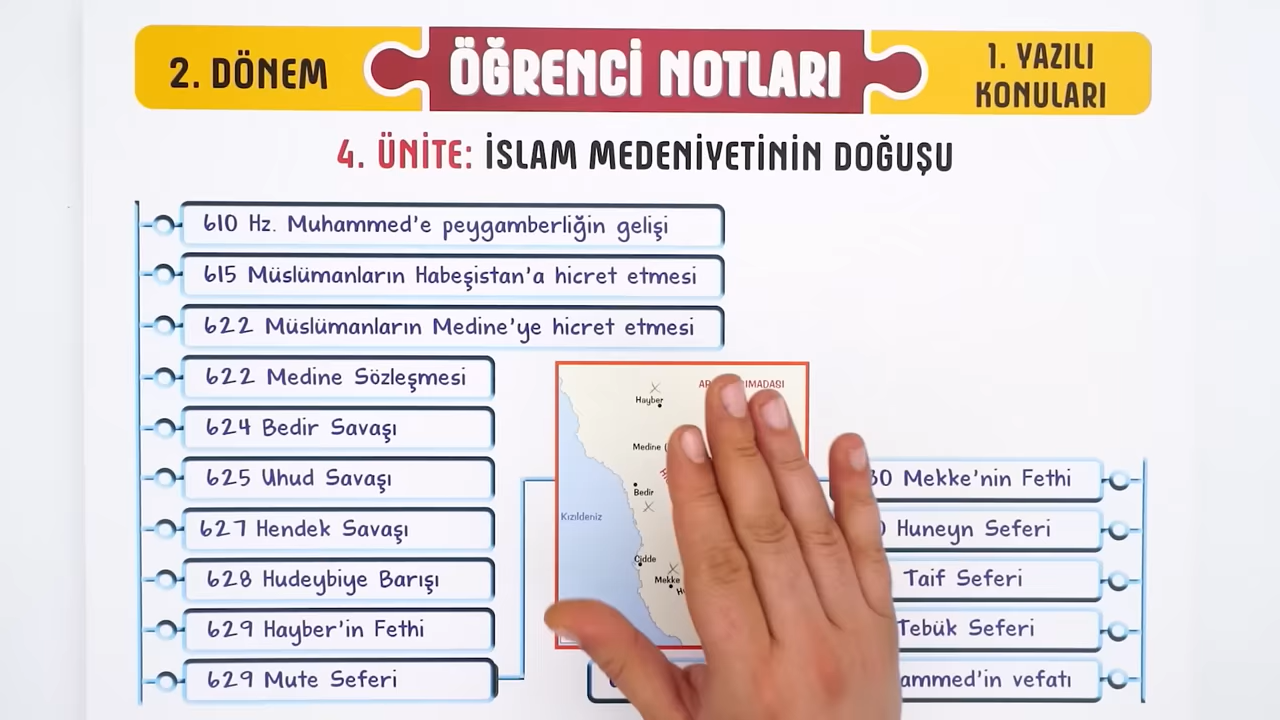 2. DÖNEM
ÖĞRENCİ NOTLARI
1. YAZILI
KONULARI
4. ÜNİTE: İSLAM MEDENİYETİNİN DOĞUŞU
610 Hz. Muhammed'e peygamberliğin gelişi
615 Müslümanların Habeşistan'a hicret etmesi
622 Müslümanların Medine'ye hicret etmesi
622 Medine Sözleşmesi
624 Bedir Savaşı
625 Uhud Savaşı
627 Hendek Savaşı
628 Hudeybiye Barışı
629 Hayber'in Fethi
629 Mute Seferi
Hayber
Medine
Bedir
Kızıldeniz
Cidde
Mekke
Mekke'nin Fethi
Huneyn Seferi
Taif Seferi
Tebük Seferi
vefatı